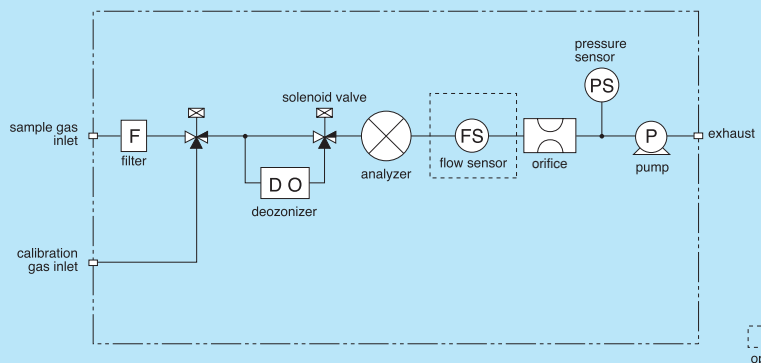 pressure
sensor
PS
solenoid valve
sample gas
inlet
F
filter
analyzer
FS
flow sensor
orifice
P
pump
exhaust
D O
deozonizer
calibration
gas inlet